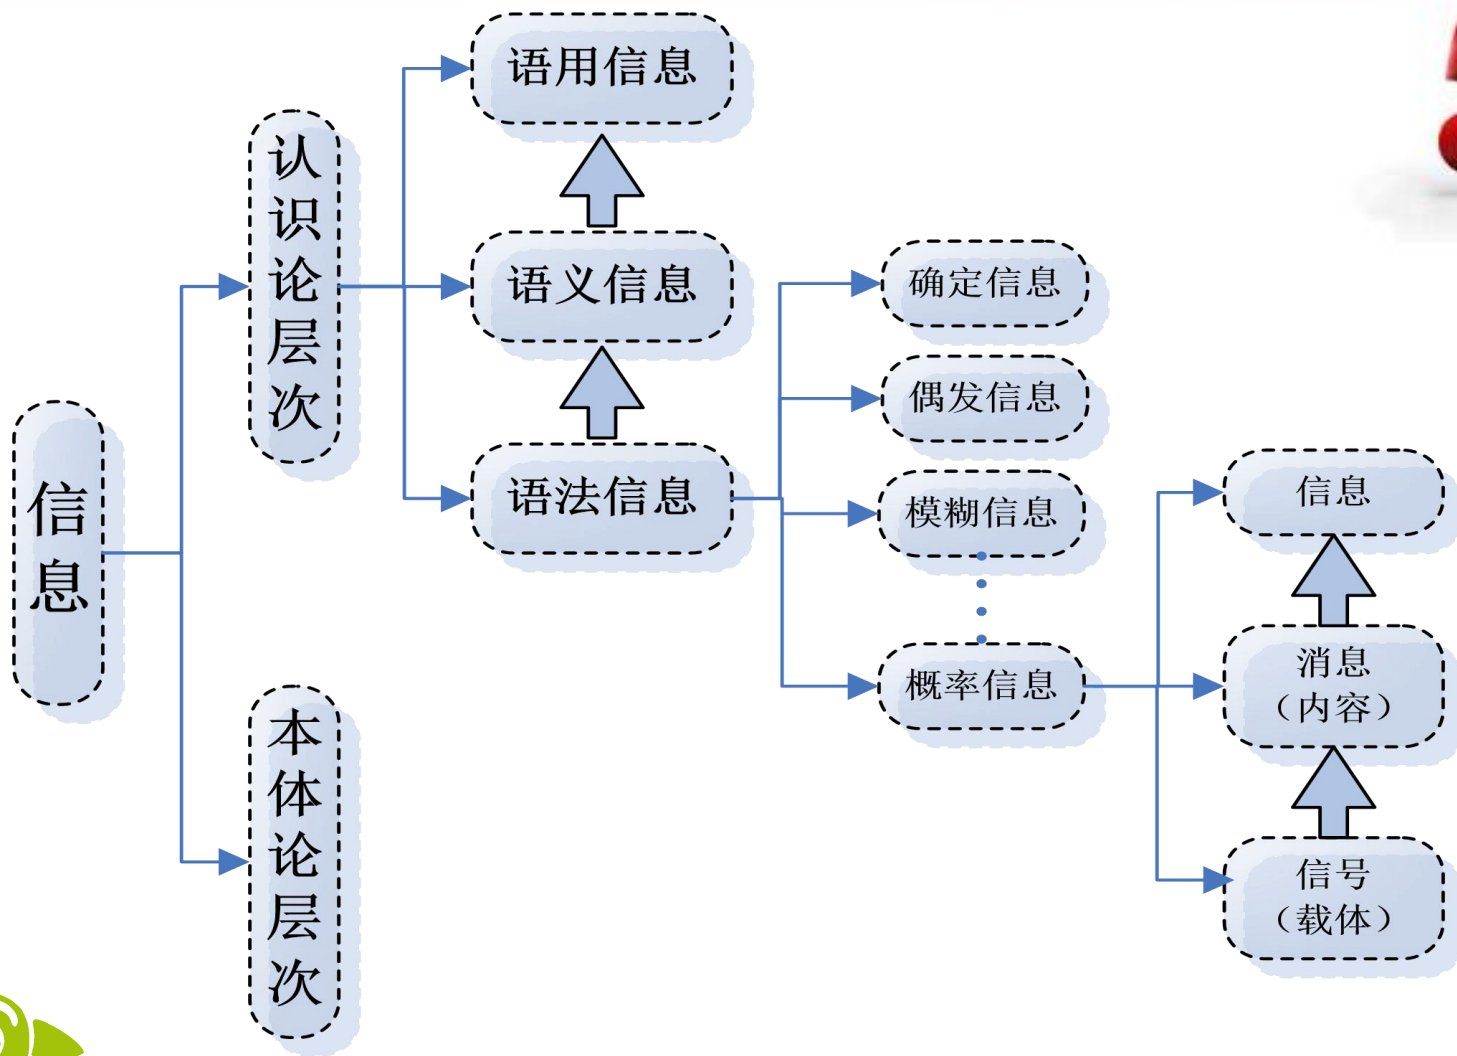 信息
认识论层次
本体论层次
语用信息
语义信息
语法信息
确定信息
偶发信息
模糊信息
概率信息
信息
消息
（内容）
信号
（载体）